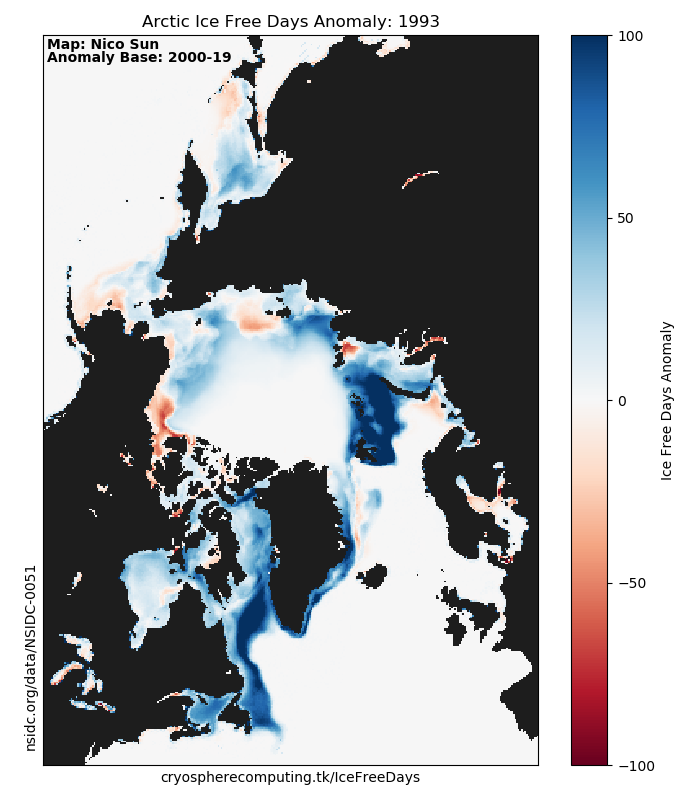 Arctic Ice Free Days Anomaly: 1993
Map: Nico Sun
Anomaly Base: 2000-19
100
50
0
−50
−100
Ice Free Days Anomaly
nsidc.org/data/NSIDC-0051
cryospherecomputing.tk/IceFreeDays